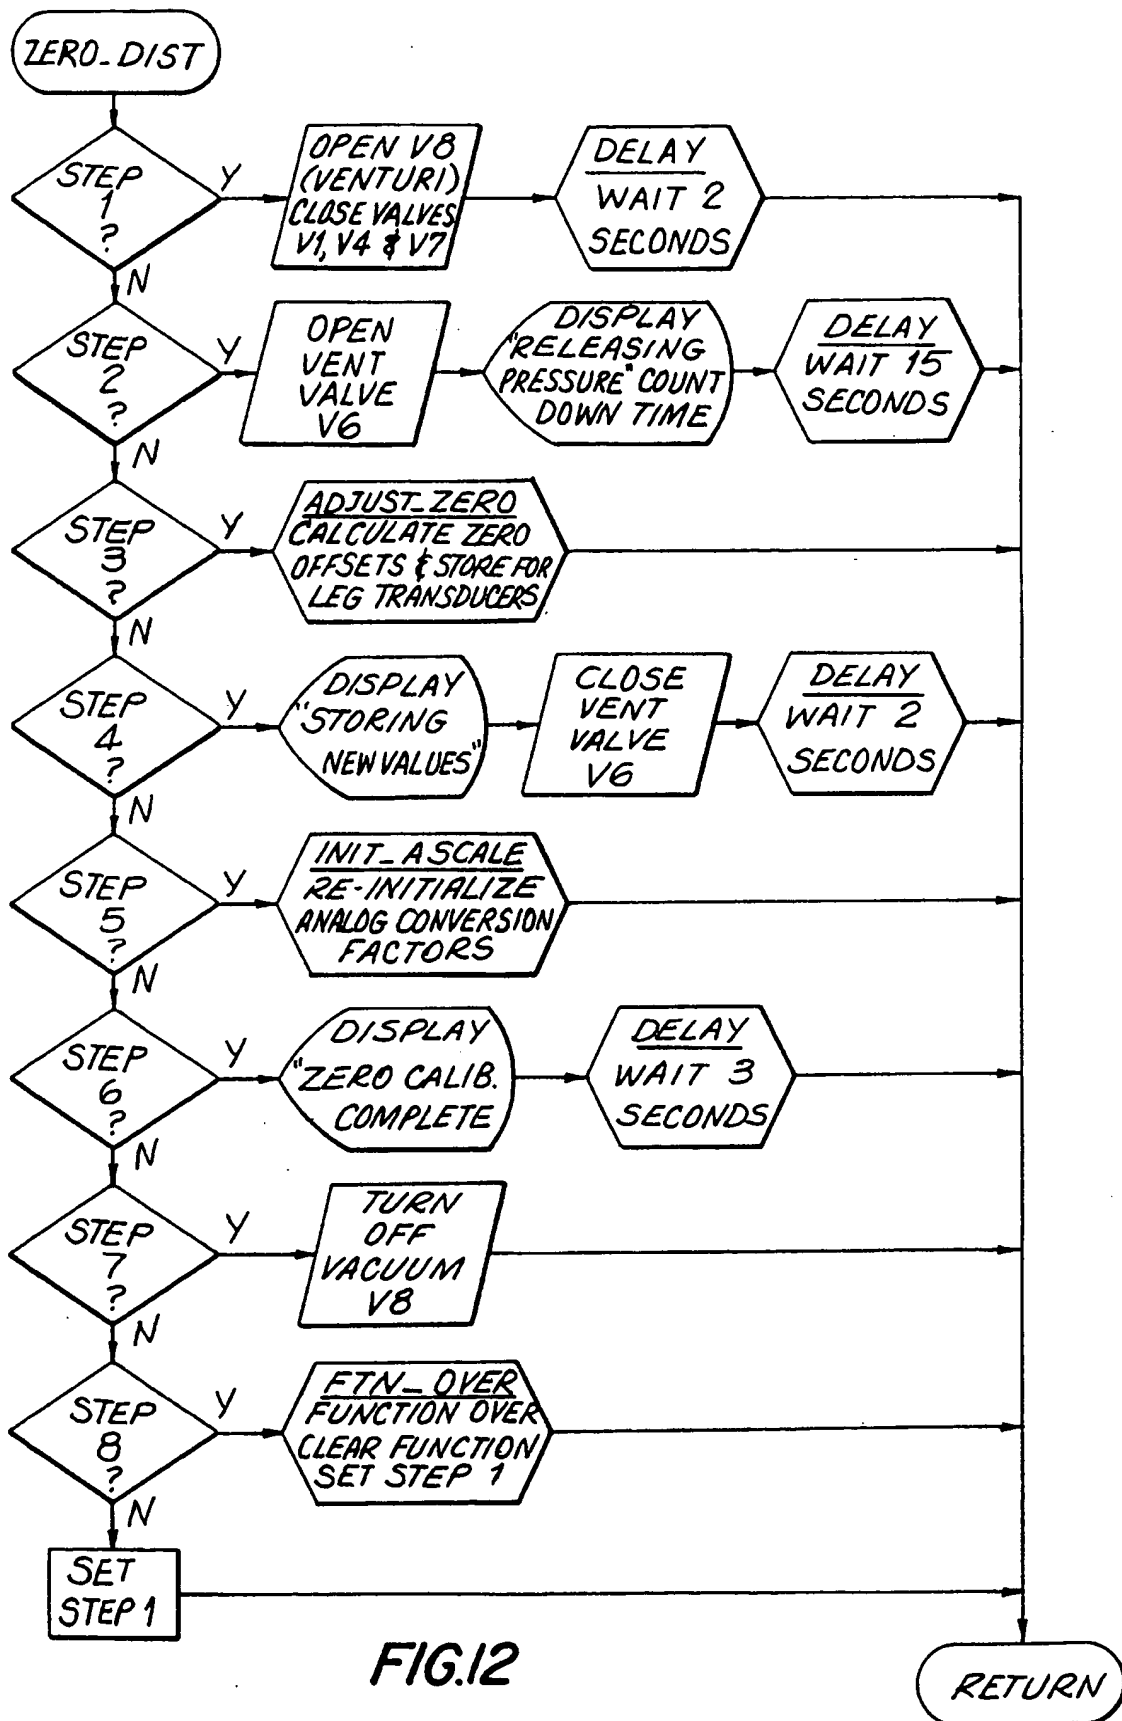 ZERO_DIST
STEP
1
?
Y
OPEN V8
(VENTURI)
CLOSE VALVES
V1, V4 & V7
DELAY
WAIT 2
SECONDS
N
STEP
2
?
Y
OPEN
VENT
VALVE
V6
DISPLAY
"RELEASING
PRESSURE" COUNT
DOWN TIME
DELAY
WAIT 15
SECONDS
N
STEP
3
?
Y
ADJUST_ZERO
CALCULATE ZERO
OFFSETS & STORE FOR
LEG TRANSDUCERS
N
STEP
4
?
Y
DISPLAY
"STORING
NEW VALUES"
CLOSE
VENT
VALVE
V6
DELAY
WAIT 2
SECONDS
N
STEP
5
?
Y
INIT_ASCALE
RE-INITIALIZE
ANALOG CONVERSION
FACTORS
N
STEP
6
?
Y
DISPLAY
"ZERO CALIB.
COMPLETE
DELAY
WAIT 3
SECONDS
N
STEP
7
?
Y
TURN
OFF
VACUUM
V8
N
STEP
8
?
Y
FTN_OVER
FUNCTION OVER
CLEAR FUNCTION
SET STEP 1
N
SET
STEP 1
RETURN
FIG.12